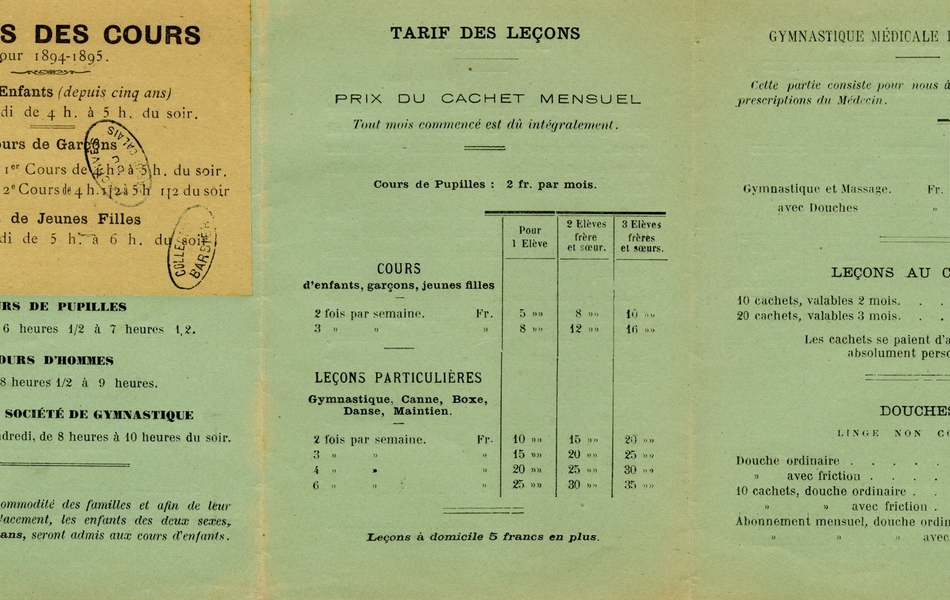 S DES COURS
our 1894-1895.
Enfants (depuis cinq ans)
di de 4 h. à 5 h. du soir.
ours de Garçons
1er Cours de 4 h. à 5 h. du soir.
2e Cours de 4 h. 1/2 à 5 h 1/2 du soir
de Jeunes Filles
di de 5 h. à 6 h. du soir.
CALAIS
COLLE
BARS
RS DE PUPILLES
6 heures 1/2 à 7 heures 1/2.
OURS D'HOMMES
8 heures 1/2 à 9 heures.
SOCIÉTÉ DE GYMNASTIQUE
dredi, de 8 heures à 10 heures du soir.
ommodité des familles et afin de leur
lacement, les enfants des deux sexes,
ans, seront admis aux cours d'enfants.
TARIF DES LEÇONS
PRIX DU CACHET MENSUEL
Tout mois commencé est dû intégralement.
Cours de Pupilles : 2 fr. par mois.
Pour 1 Elève
2 Elèves frère et sœur.
3 Elèves frères et sœurs.
COURS
d'enfants, garçons, jeunes filles
2 fois par semaine. Fr. 5 »» 8 »» 10 »»
3 » » » 8 »» 12 »» 16 »»
LEÇONS PARTICULIÈRES
Gymnastique, Canne, Boxe,
Danse, Maintien.
2 fois par semaine. Fr. 10 »» 15 »» 20 »»
3 » » » 15 »» 20 »» 25 »»
4 » » » 20 »» 25 »» 30 »»
6 » » » 25 »» 30 »» 35 »»
Leçons à domicile 5 francs en plus.
GYMNASTIQUE MÉDICALE
Cette partie consiste pour nous à
prescriptions du Médecin.
Gymnastique et Massage. Fr.
avec Douches »
LEÇONS AU C
10 cachets, valables 2 mois. . .
20 cachets, valables 3 mois. . .
Les cachets se paient d'a
absolument perso
DOUCHES
LINGE NON CO
Douche ordinaire . . . . .
» avec friction . . . .
10 cachets, douche ordinaire . .
» » avec friction .
Abonnement mensuel, douche ordin
» » » avec